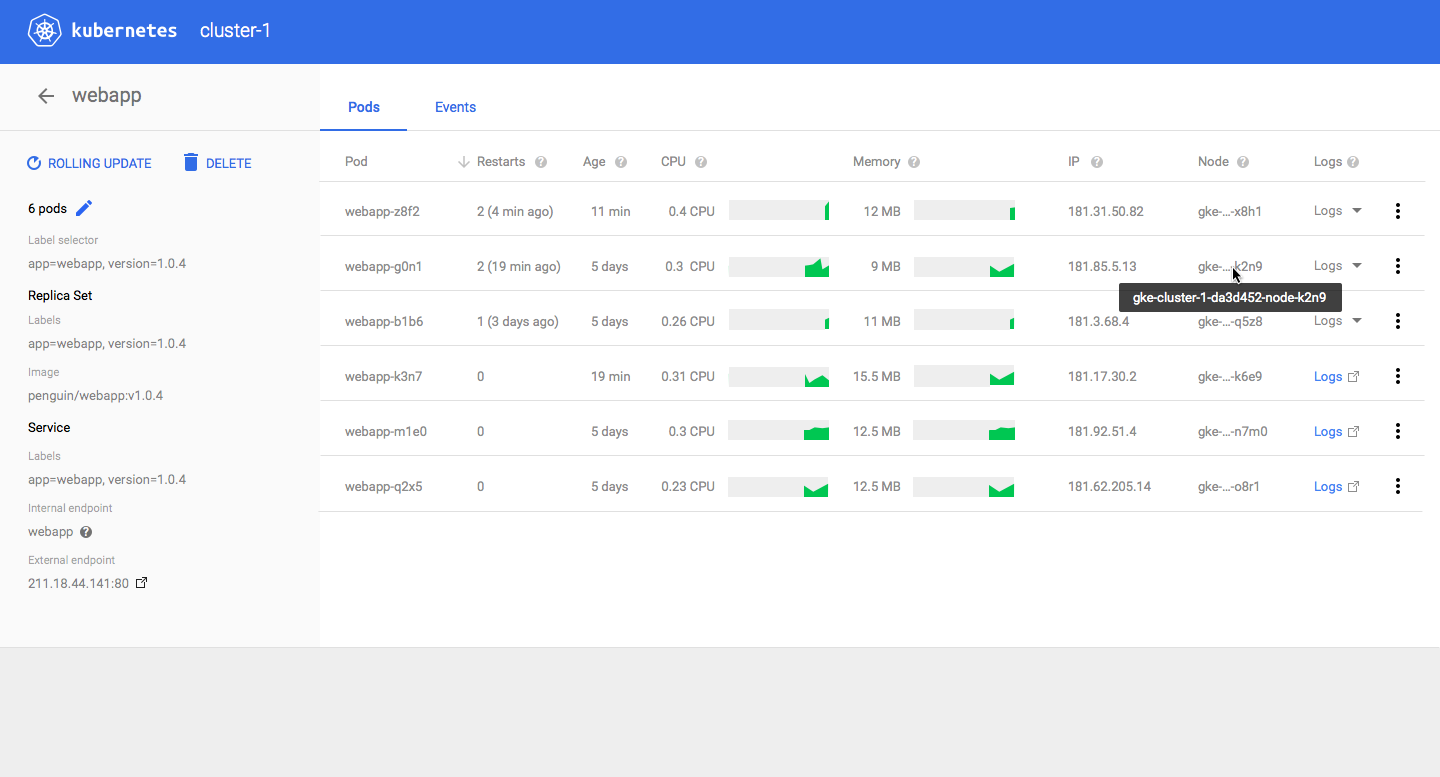 kubernetes cluster-1
webapp
Pods Events
ROLLING UPDATE DELETE
6 pods
Label selector
app=webapp, version=1.0.4
Replica Set
Labels
app=webapp, version=1.0.4
Image
penguin/webapp:v1.0.4
Service
Labels
app=webapp, version=1.0.4
Internal endpoint
webapp ?
External endpoint
211.18.44.141:80
Pod Restarts ? Age ? CPU ? Memory ? IP ? Node ? Logs ?
webapp-z8f2 2 (4 min ago) 11 min 0.4 CPU 12 MB 181.31.50.82 gke-...-x8h1 Logs
webapp-g0n1 2 (19 min ago) 5 days 0.3 CPU 9 MB 181.85.5.13 gke-...-k2n9 Logs
gke-cluster-1-da3d452-node-k2n9
webapp-b1b6 1 (3 days ago) 5 days 0.26 CPU 11 MB 181.3.68.4 gke-...-q5z8 Logs
webapp-k3n7 0 19 min 0.31 CPU 15.5 MB 181.17.30.2 gke-...-k6e9 Logs
webapp-m1e0 0 5 days 0.3 CPU 12.5 MB 181.92.51.4 gke-...-n7m0 Logs
webapp-q2x5 0 5 days 0.23 CPU 12.5 MB 181.62.205.14 gke-...-o8r1 Logs